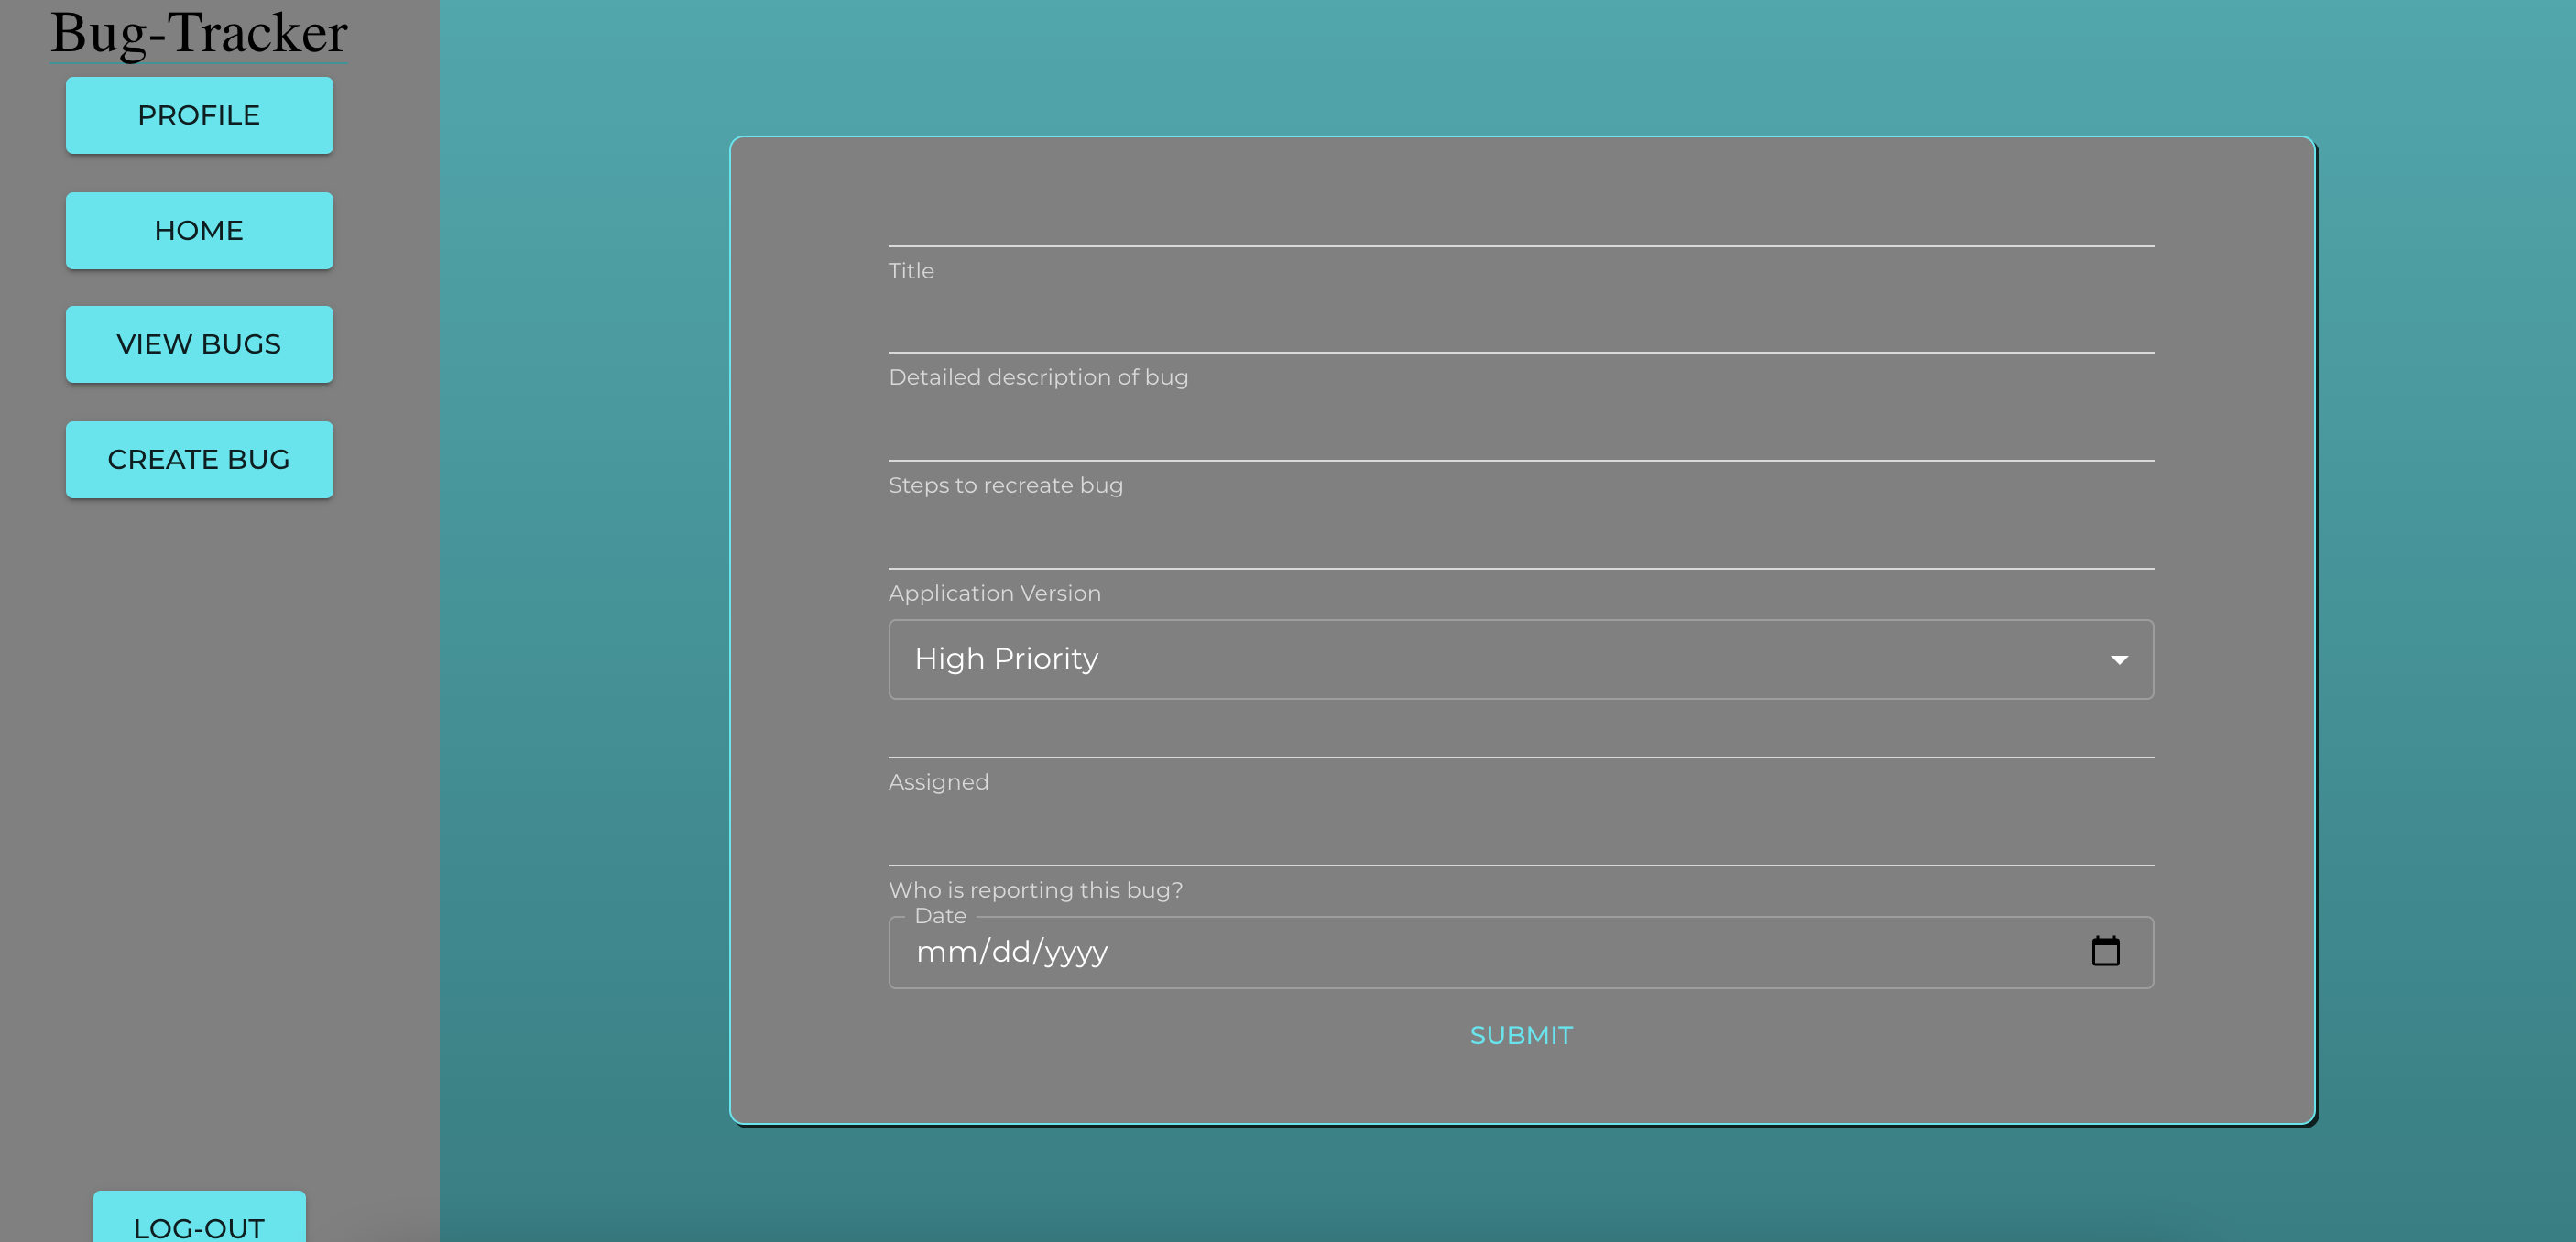 Bug-Tracker
PROFILE
HOME
VIEW BUGS
CREATE BUG
LOG-OUT
Title
Detailed description of bug
Steps to recreate bug
Application Version
High Priority
Assigned
Who is reporting this bug?
Date
mm/dd/yyyy
SUBMIT